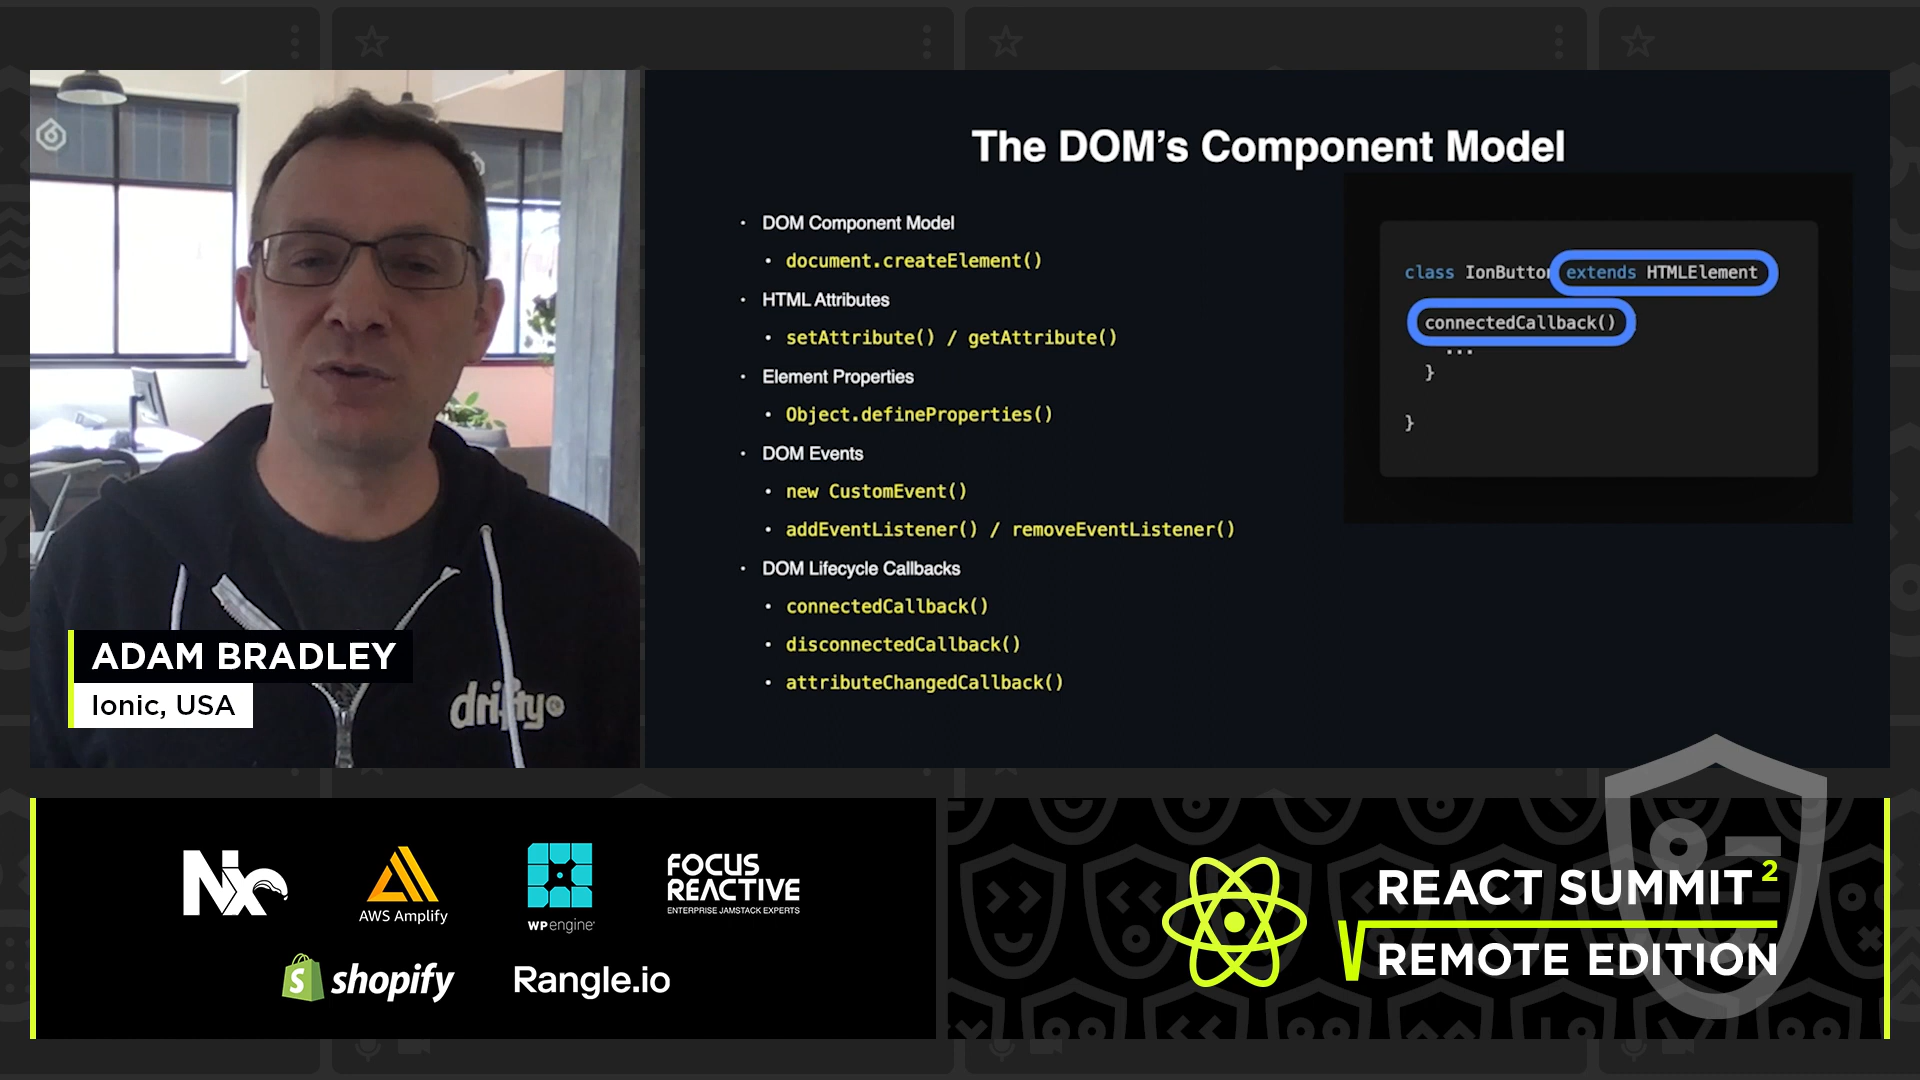 The DOM’s Component Model
• DOM Component Model
• document.createElement()
• HTML Attributes
• setAttribute() / getAttribute()
• Element Properties
• Object.defineProperties()
• DOM Events
• new CustomEvent()
• addEventListener() / removeEventListener()
• DOM Lifecycle Callbacks
• connectedCallback()
• disconnectedCallback()
• attributeChangedCallback()
class IonButton extends HTMLElement
connectedCallback()
...
}
}
ADAM BRADLEY
Ionic, USA
drifty
Nx
AWS Amplify
WP engine
FOCUS
REACTIVE
ENTERPRISE JAMSTACK EXPERTS
shopify
Rangle.io
REACT SUMMIT 2
√REMOTE EDITION